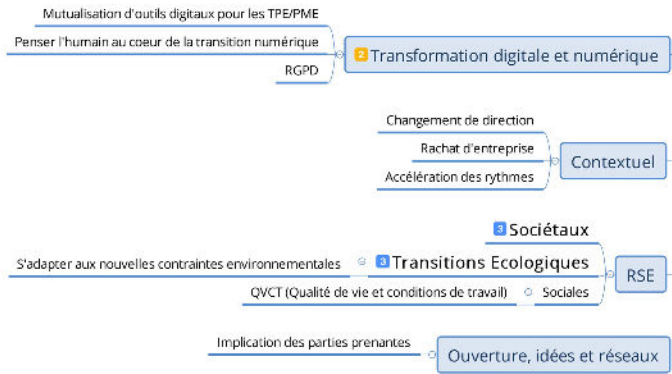 Mutualisation d'outils digitaux pour les TPE/PME
Penser l'humain au coeur de la transition numérique
RGPD
2 Transformation digitale et numérique
Changement de direction
Rachat d'entreprise
Accélération des rythmes
Contextuel
3 Sociétaux
S'adapter aux nouvelles contraintes environnementales
3 Transitions Ecologiques
QVCT (Qualité de vie et conditions de travail)
Sociales
RSE
Implication des parties prenantes
Ouverture, idées et réseaux